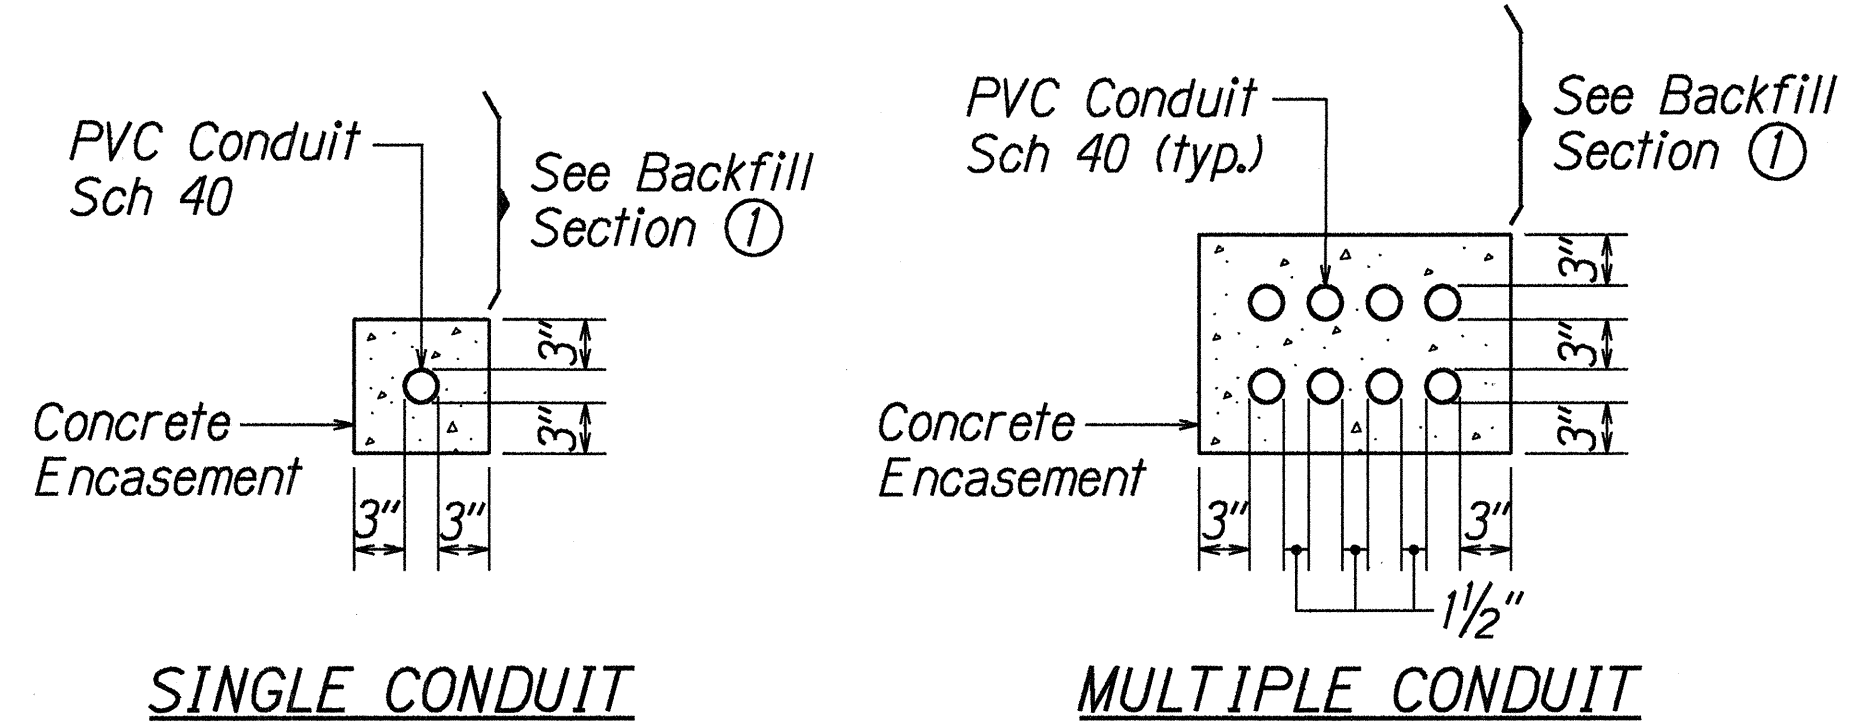 PVC Conduit
Sch 40
See Backfill
Section 1
3"
3"
Concrete
Encasement
3" 3"
SINGLE CONDUIT
PVC Conduit
Sch 40 (typ.)
See Backfill
Section 1
3"
3"
3"
Concrete
Encasement
3" 3"
1½"
MULTIPLE CONDUIT